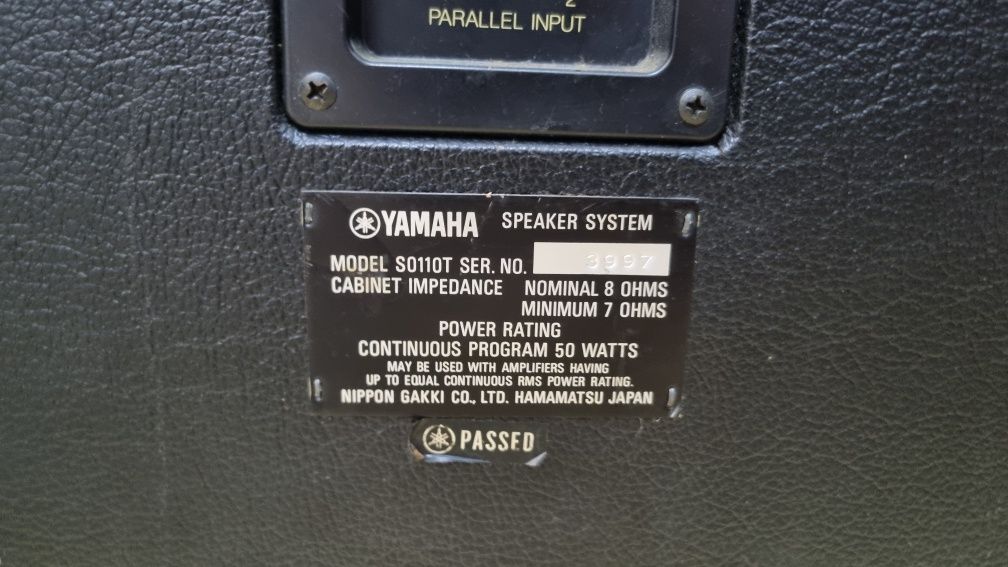 2
PARALLEL INPUT
YAMAHA SPEAKER SYSTEM
MODEL S0110T SER. NO. 3997
CABINET IMPEDANCE NOMINAL 8 OHMS
MINIMUM 7 OHMS
POWER RATING
CONTINUOUS PROGRAM 50 WATTS
MAY BE USED WITH AMPLIFIERS HAVING
UP TO EQUAL CONTINUOUS RMS POWER RATING.
NIPPON GAKKI CO., LTD. HAMAMATSU JAPAN
PASSED